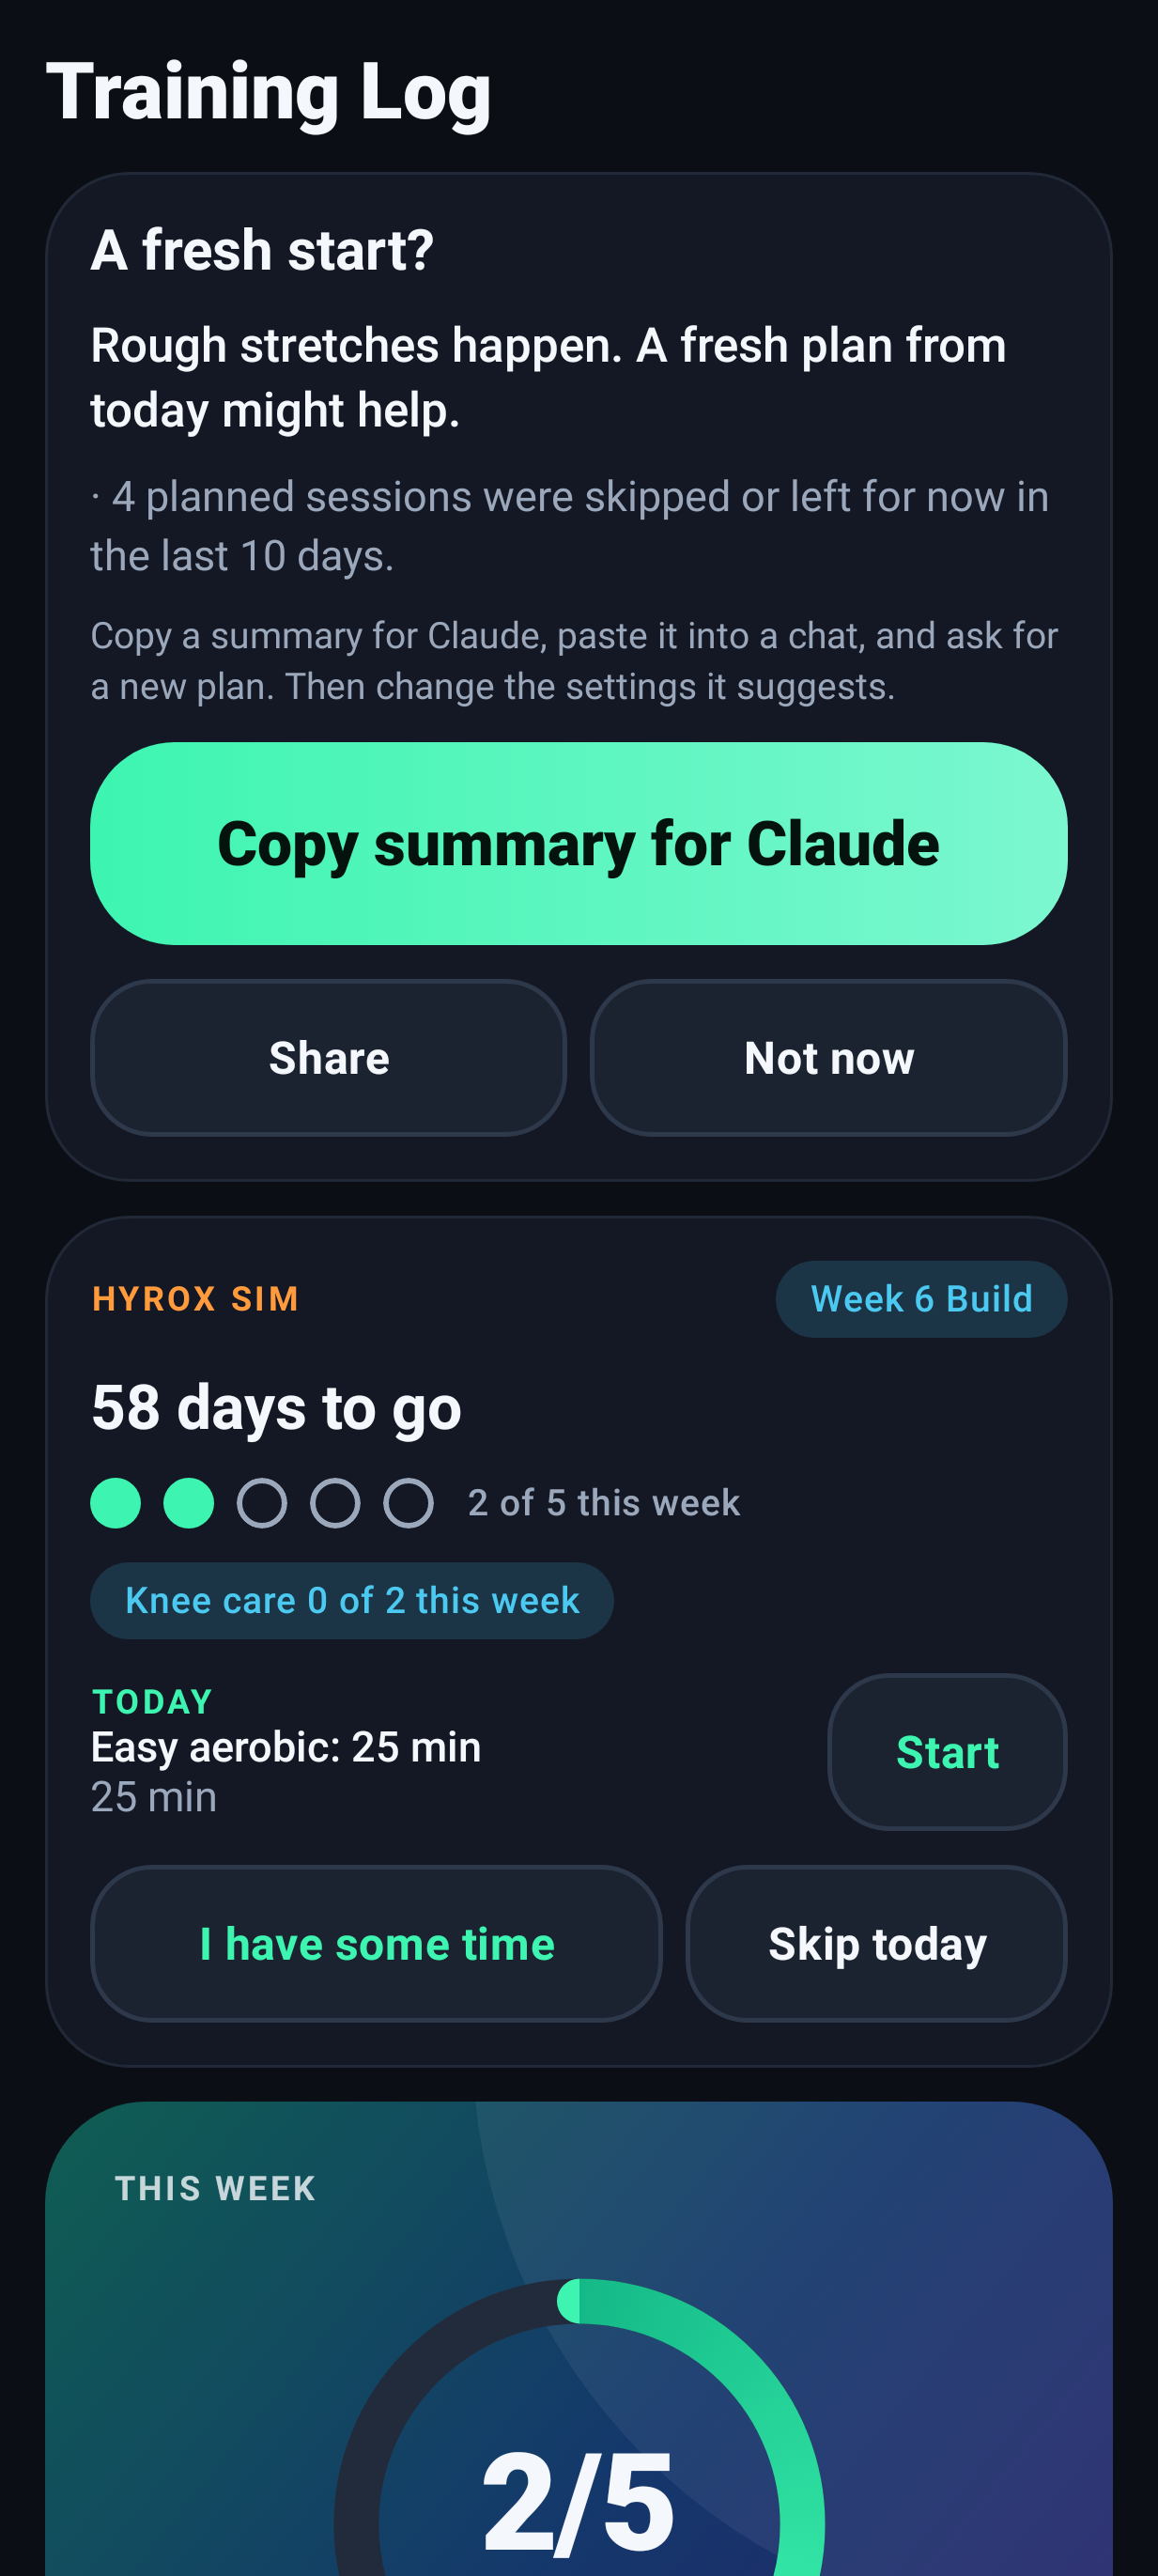 Training Log
A fresh start?
Rough stretches happen. A fresh plan from
today might help.
· 4 planned sessions were skipped or left for now in
the last 10 days.
Copy a summary for Claude, paste it into a chat, and ask for
a new plan. Then change the settings it suggests.
Copy summary for Claude
Share
Not now
HYROX SIM
Week 6 Build
58 days to go
2 of 5 this week
Knee care 0 of 2 this week
TODAY
Easy aerobic: 25 min
25 min
Start
I have some time
Skip today
THIS WEEK
2/5